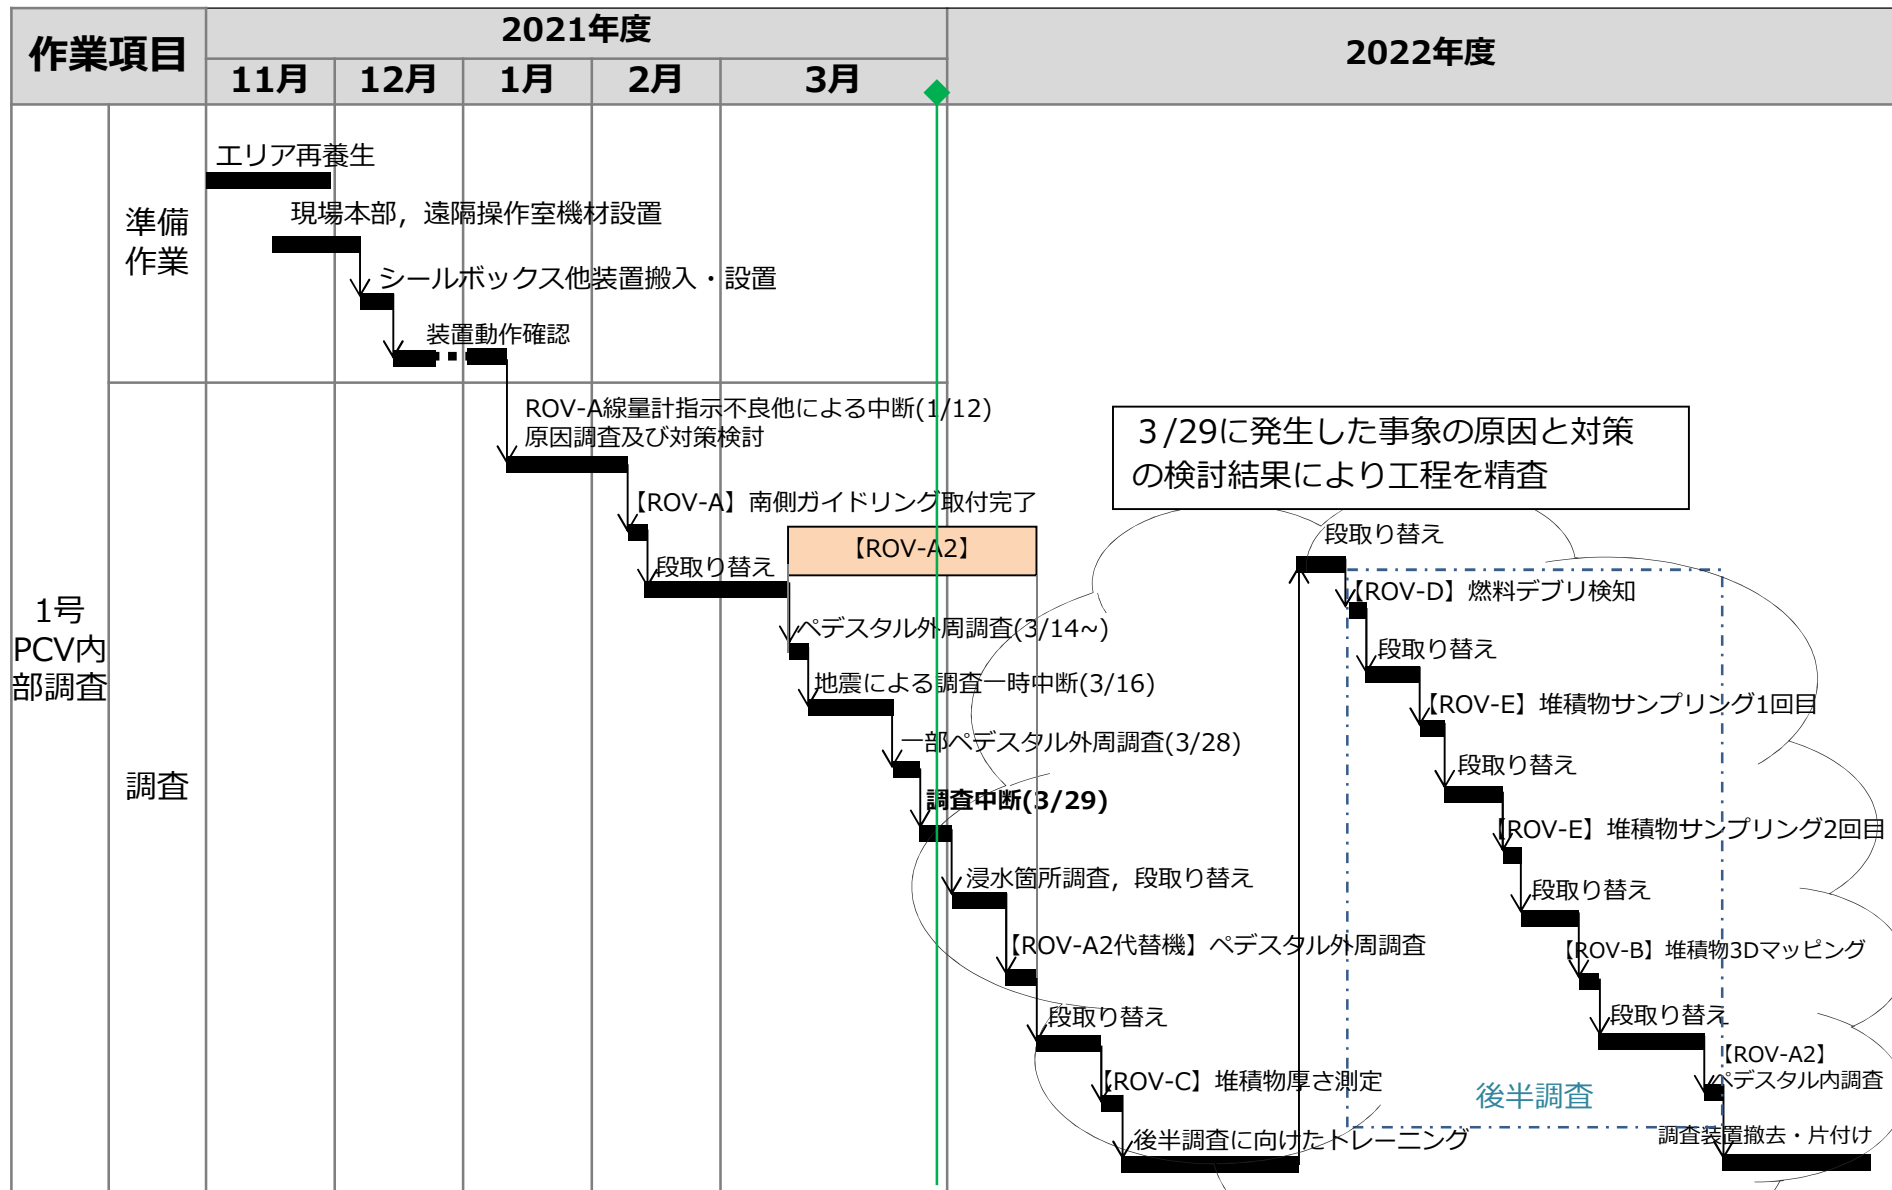 作業項目
2021年度
2022年度
11月
12月
1月
2月
3月
1号
PCV内
部調査
準備
作業
エリア再養生
現場本部，遠隔操作室機材設置
シールボックス他装置搬入・設置
装置動作確認
調査
ROV-A線量計指示不良他による中断(1/12)
原因調査及び対策検討
【ROV-A】南側ガイドリング取付完了
段取り替え
【ROV-A2】
ペデスタル外周調査(3/14~)
地震による調査一時中断(3/16)
一部ペデスタル外周調査(3/28)
調査中断(3/29)
浸水箇所調査，段取り替え
【ROV-A2代替機】ペデスタル外周調査
段取り替え
【ROV-C】堆積物厚さ測定
後半調査に向けたトレーニング
３/29に発生した事象の原因と対策
の検討結果により工程を精査
段取り替え
【ROV-D】燃料デブリ検知
段取り替え
【ROV-E】堆積物サンプリング1回目
段取り替え
【ROV-E】堆積物サンプリング2回目
段取り替え
【ROV-B】堆積物3Dマッピング
段取り替え
【ROV-A2】
ペデスタル内調査
後半調査
調査装置撤去・片付け